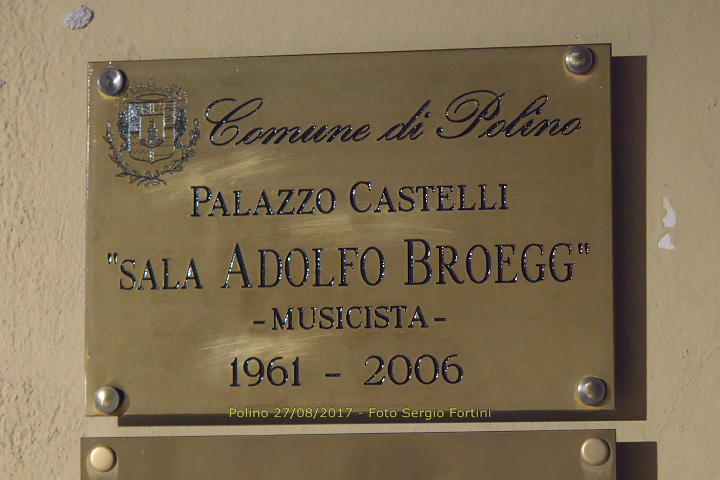 Comune di Polino
PALAZZO CASTELLI
"SALA ADOLFO BROEGG"
-MUSICISTA-
1961 - 2006
Polino 27/08/2017 - Foto Sergio Fortini